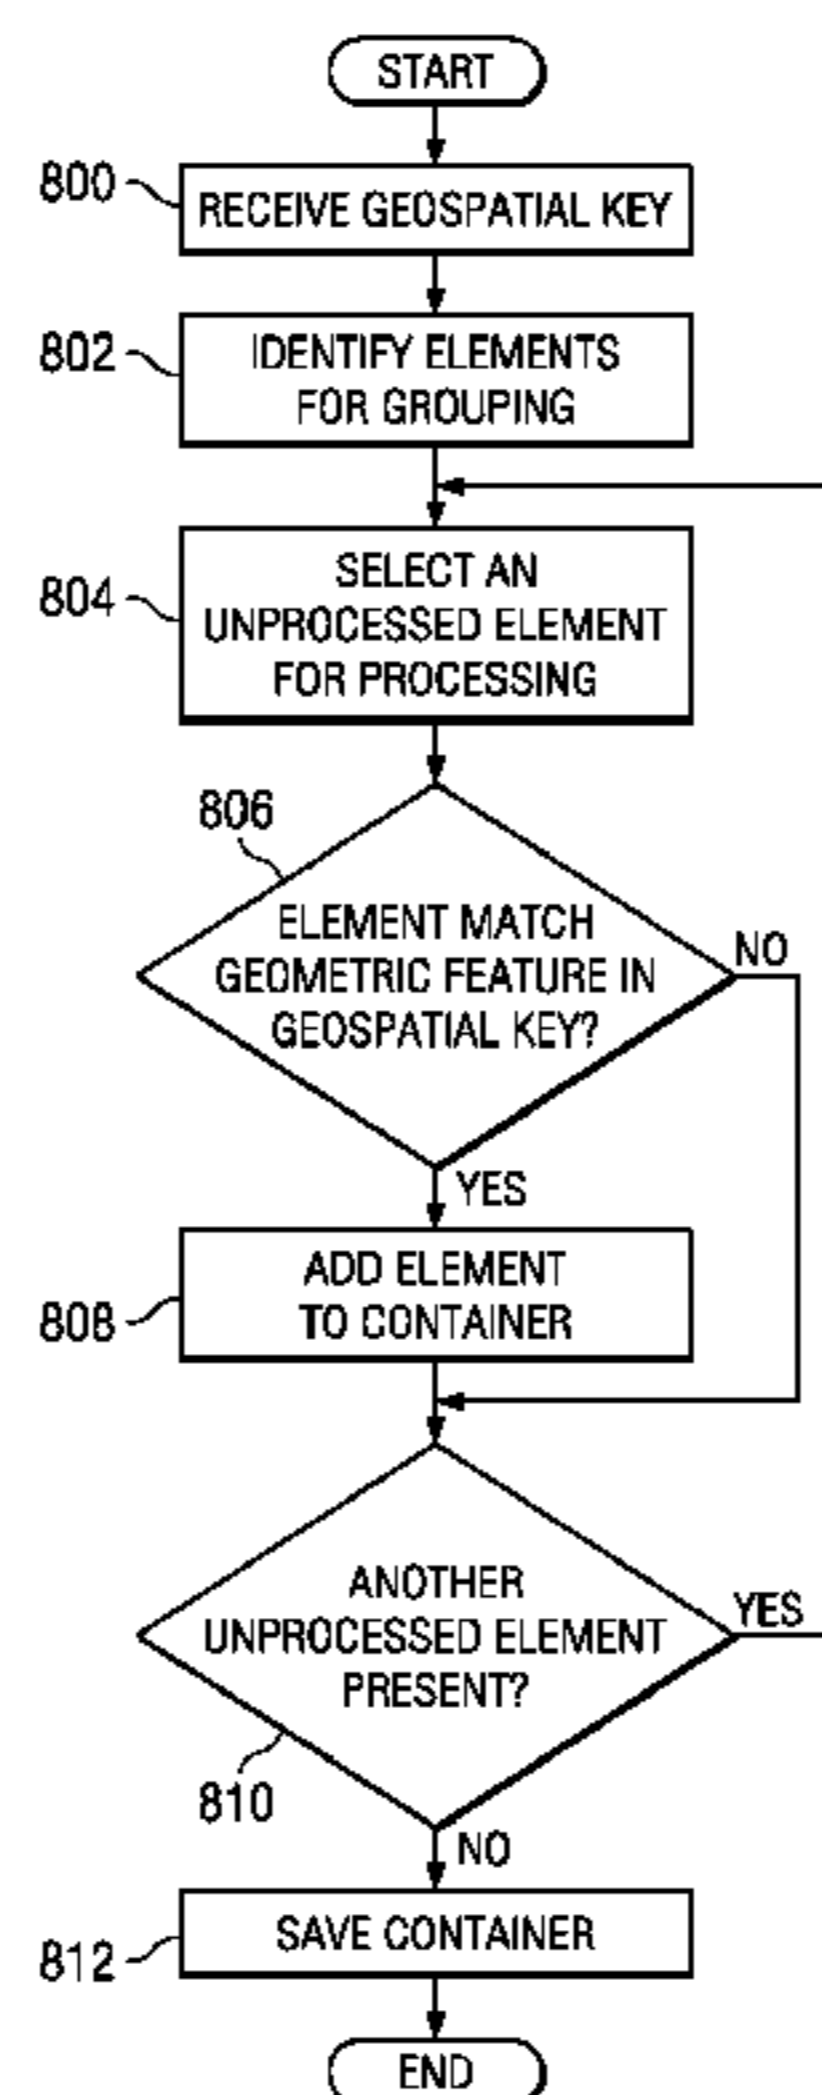 START
800
RECEIVE GEOSPATIAL KEY
802
IDENTIFY ELEMENTS
FOR GROUPING
804
SELECT AN
UNPROCESSED ELEMENT
FOR PROCESSING
806
ELEMENT MATCH
GEOMETRIC FEATURE IN
GEOSPATIAL KEY?
NO
YES
808
ADD ELEMENT
TO CONTAINER
ANOTHER
UNPROCESSED ELEMENT
PRESENT?
YES
810
NO
812
SAVE CONTAINER
END